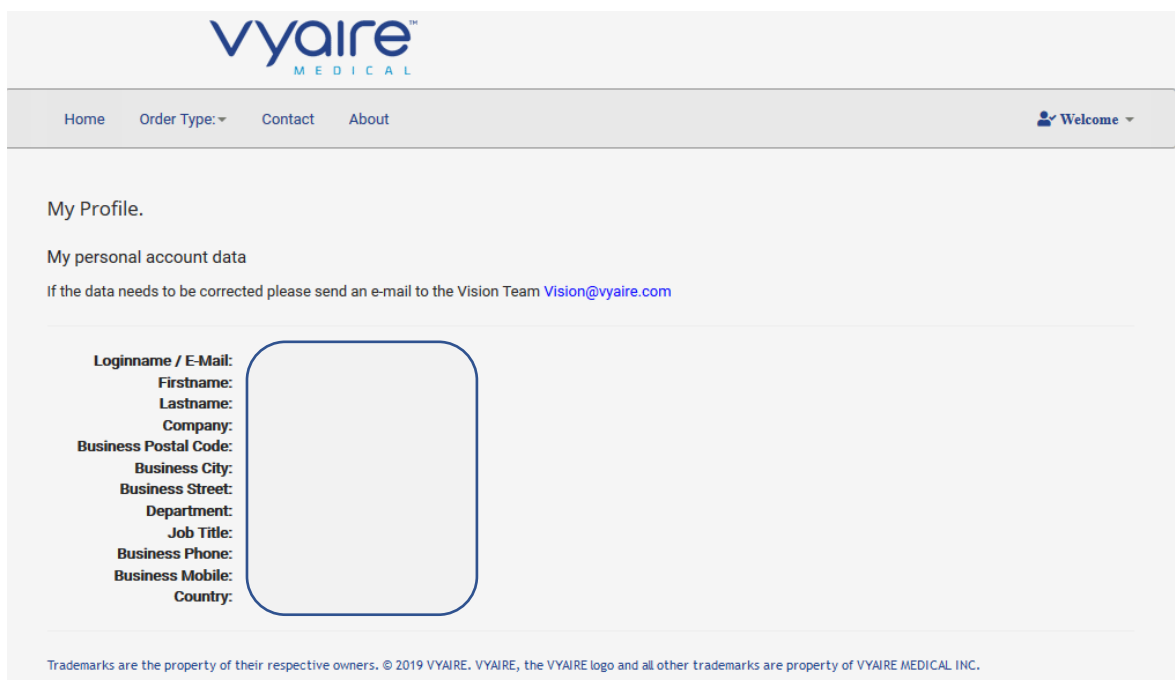 vyaire™
MEDICAL
Home Order Type: Contact About Welcome
My Profile.
My personal account data
If the data needs to be corrected please send an e-mail to the Vision Team Vision@vyaire.com
Loginname / E-Mail:
Firstname:
Lastname:
Company:
Business Postal Code:
Business City:
Business Street:
Department:
Job Title:
Business Phone:
Business Mobile:
Country:
Trademarks are the property of their respective owners. © 2019 VYAIRE. VYAIRE, the VYAIRE logo and all other trademarks are property of VYAIRE MEDICAL INC.